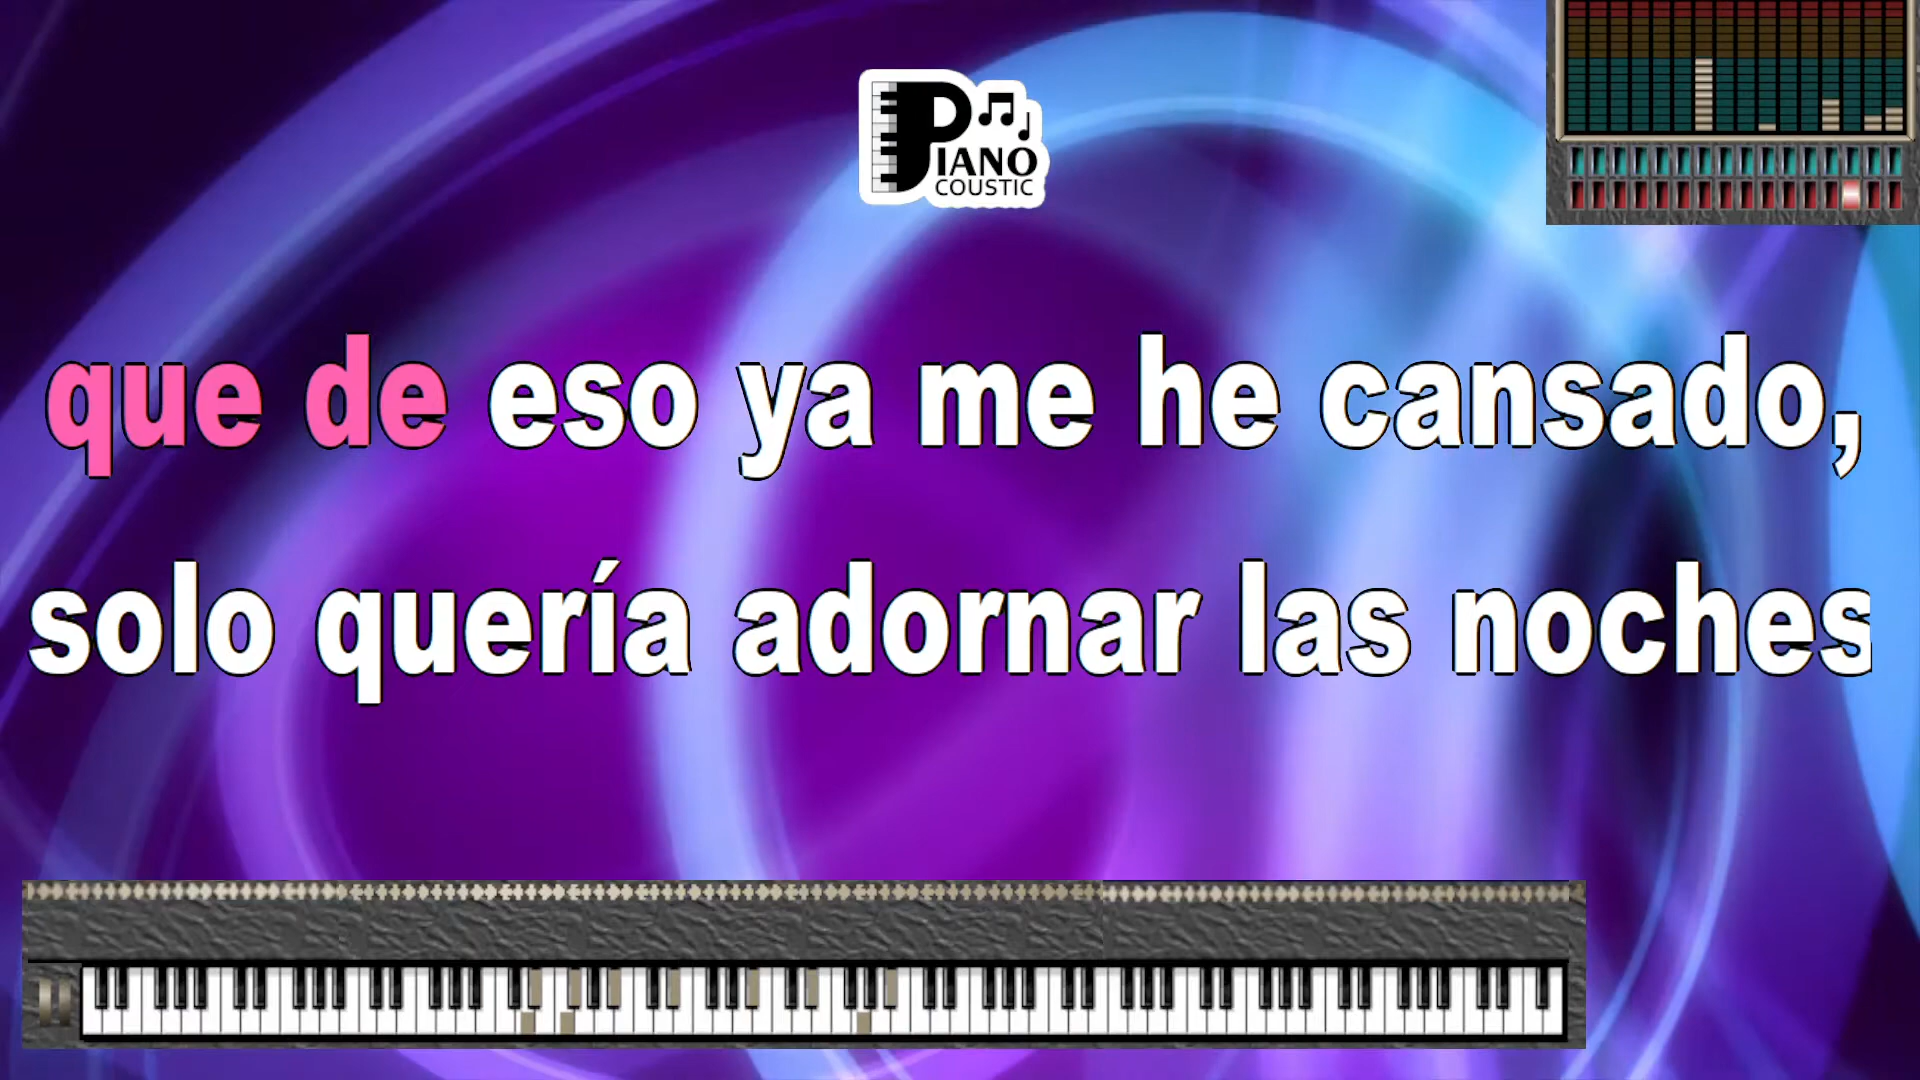 PIANO
COUSTIC
que de eso ya me he cansado,
solo quería adornar las noches